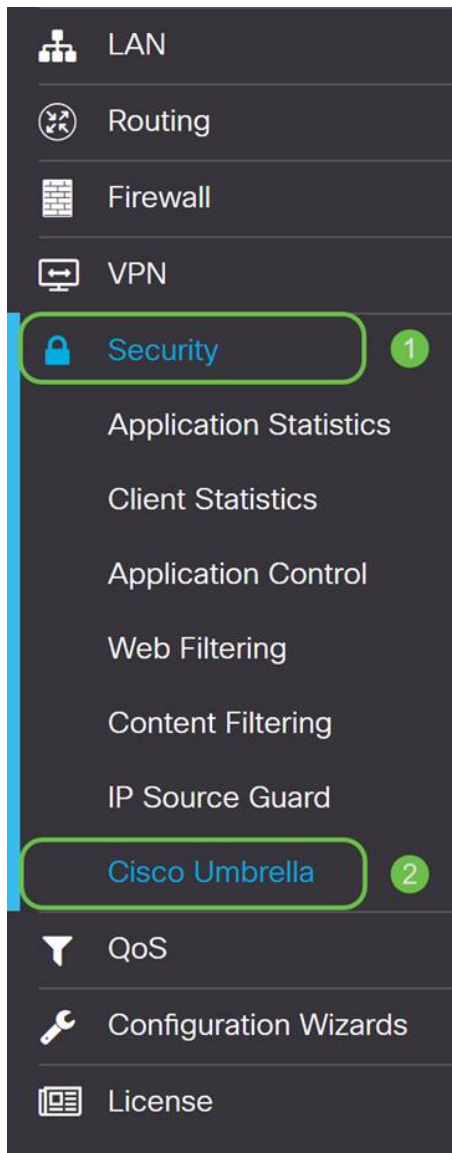 LAN
Routing
Firewall
VPN
Security 1
Application Statistics
Client Statistics
Application Control
Web Filtering
Content Filtering
IP Source Guard
Cisco Umbrella 2
QoS
Configuration Wizards
License